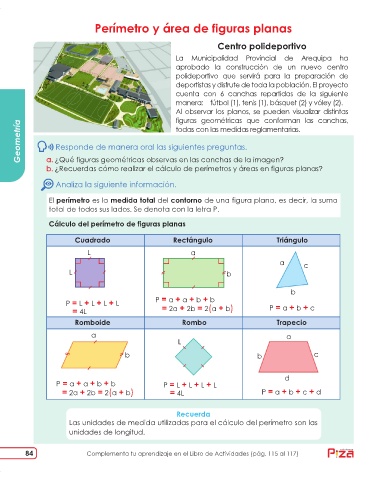 Perímetro y área de figuras planas
Centro polideportivo
La Municipalidad Provincial de Arequipa ha
aprobado la construcción de un nuevo centro
polideportivo que servirá para la preparación de
deportistas y disfrute de toda la población. El proyecto
cuenta con 6 canchas repartidas de la siguiente
manera: fútbol (1), tenis (1), básquet (2) y vóley (2).
Al observar los planos, se pueden visualizar distintas
figuras geométricas que conforman las canchas,
todas con las medidas reglamentarias.
Geometría
Responde de manera oral las siguientes preguntas.
a. ¿Qué figuras geométricas observas en las canchas de la imagen?
b. ¿Recuerdas cómo realizar el cálculo de perímetros y áreas en figuras planas?
Analiza la siguiente información.
El perímetro es la medida total del contorno de una figura plana, es decir, la suma
total de todos sus lados. Se denota con la letra P.
Cálculo del perímetro de figuras planas
Cuadrado Rectángulo Triángulo
L a
a c
L b
b
P = L + L + L + L P = a + a + b + b
= 4L = 2a + 2b = 2(a + b) P = a + b + c
Romboide Rombo Trapecio
a L a
b b c
d
P = a + a + b + b P = L + L + L + L
= 2a + 2b = 2(a + b) = 4L P = a + b + c + d
Recuerda
Las unidades de medida utilizadas para el cálculo del perímetro son las
unidades de longitud.
84 Complemento tu aprendizaje en el Libro de Actividades (pág. 115 al 117)